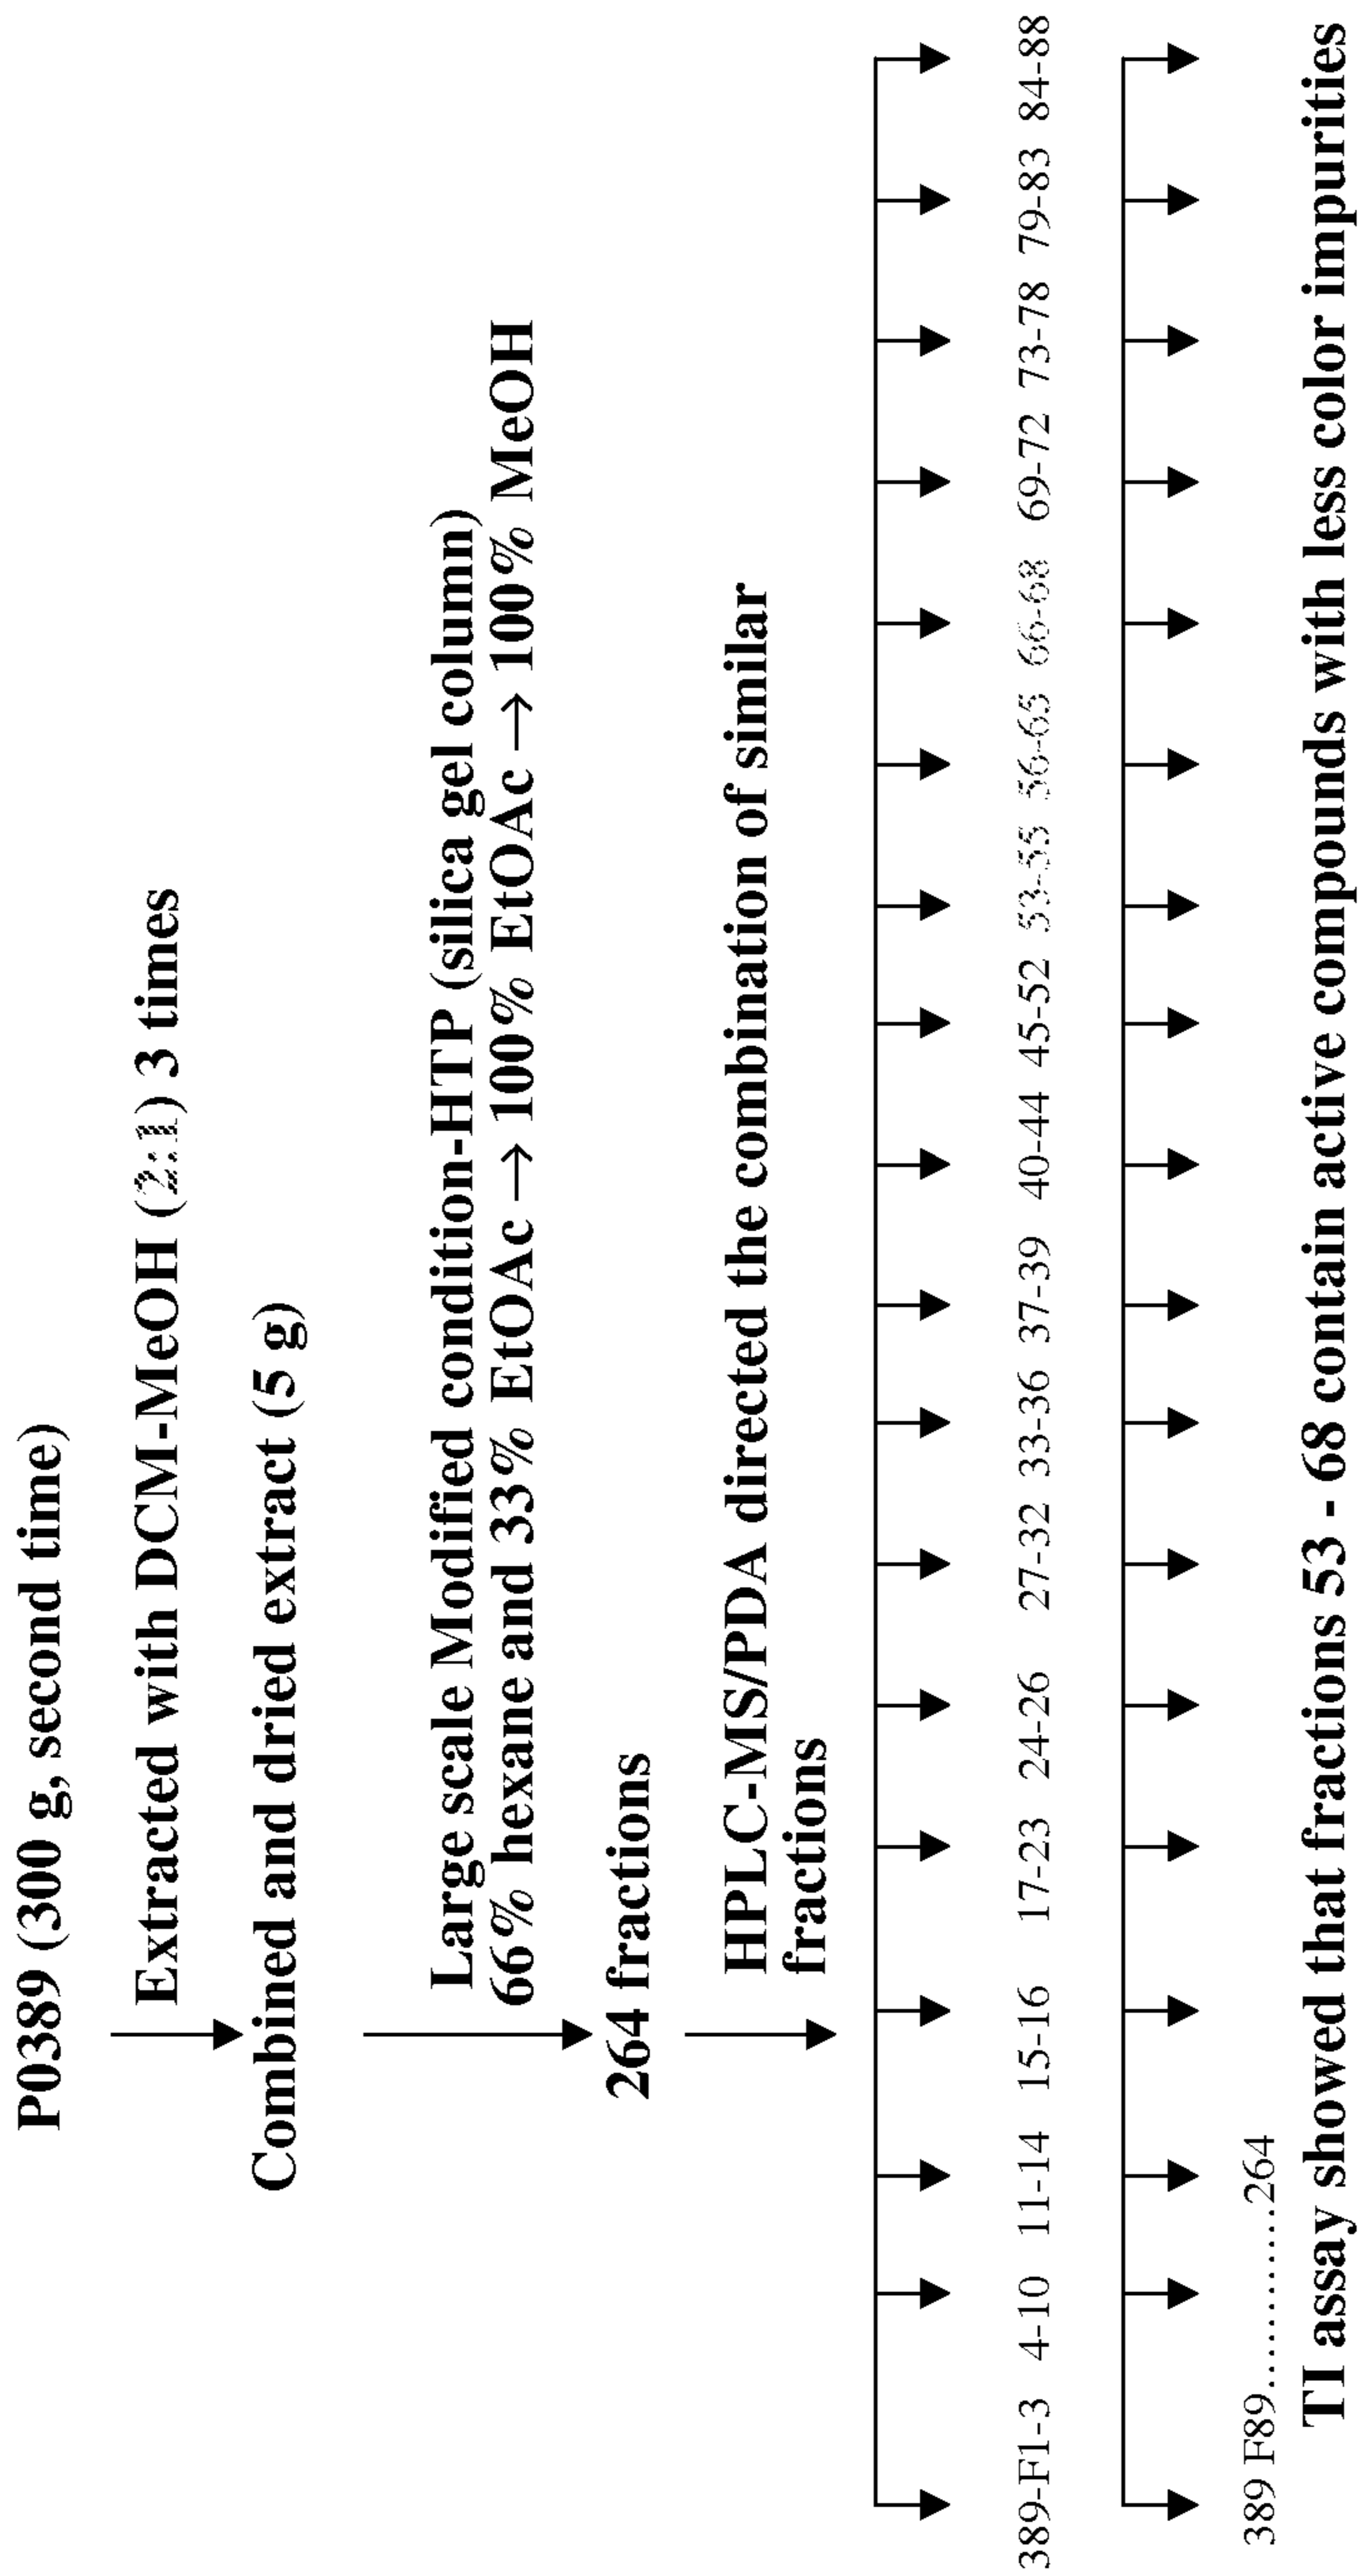 P0389 (300 g, second time)
Extracted with DCM-MeOH (2:1) 3 times
Combined and dried extract (5 g)
Large scale Modified condition-HTP (silica gel column)
66% hexane and 33% EtOAc → 100% EtOAc → 100% MeOH
264 fractions
HPLC-MS/PDA directed the combination of similar
fractions
389-F1-3 4-10 11-14 15-16 17-23 24-26 27-32 33-36 37-39 40-44 45-52 53-55 56-65 66-68 69-72 73-78 79-83 84-88
389 F89............264
TI assay showed that fractions 53 - 68 contain active compounds with less color impurities